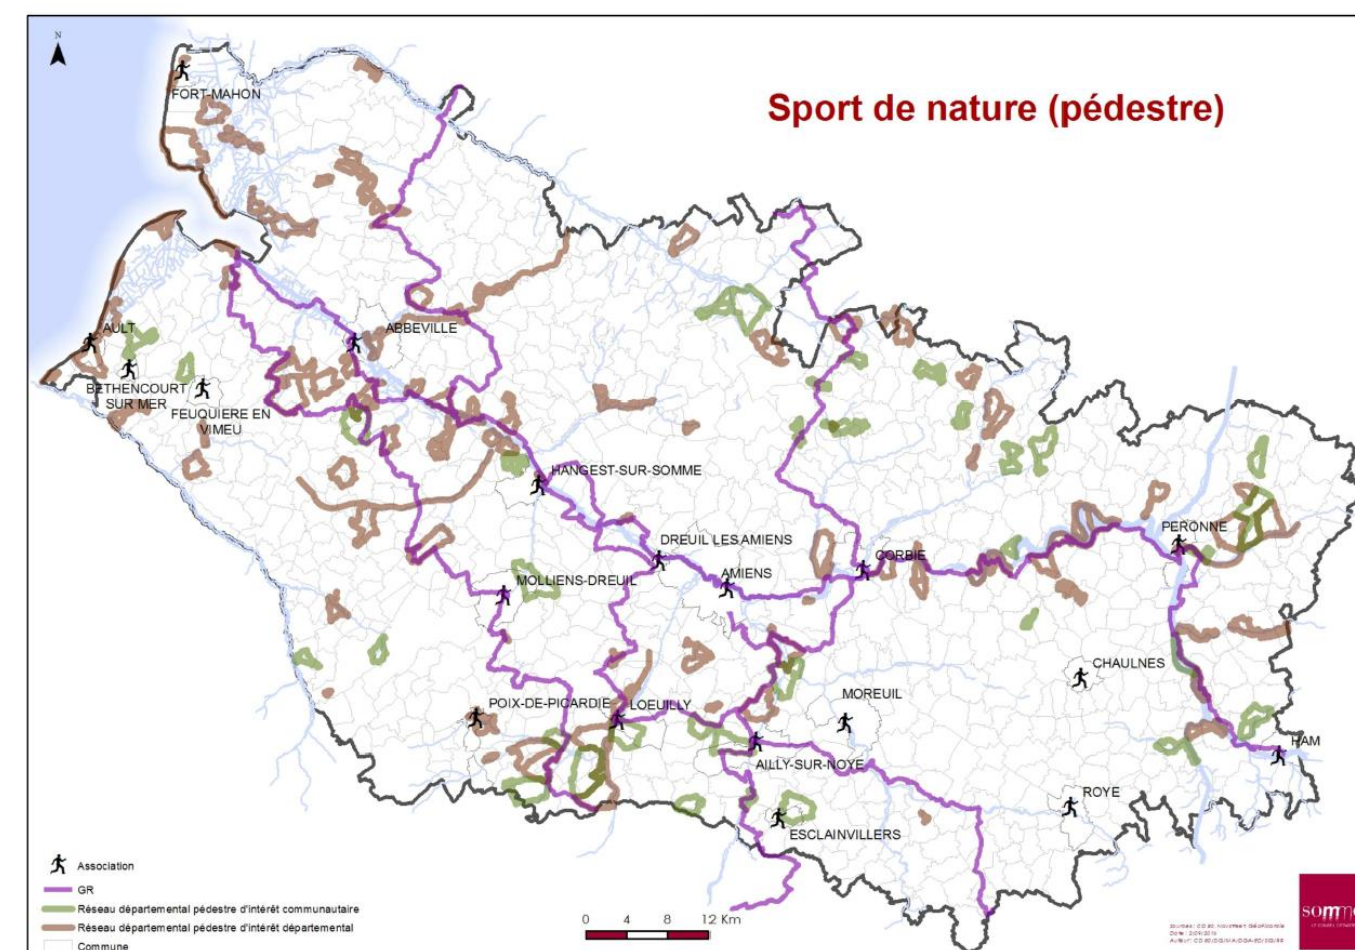 N
Sport de nature (pédestre)
FORT-MAHON
AULT
ABBEVILLE
BETHENCOURT
SUR MER
FEUQUIERE EN
VIMEU
HANGEST-SUR-SOMME
DREUIL LES AMIENS
PERONNE
CORBIE
AMIENS
MOLLIENS-DREUIL
CHAULNES
MOREUIL
POIX-DE-PICARDIE
LOEUILLY
HAM
AILLY-SUR-NOYE
ROYE
ESCLAINVILLERS
Association
GR
Réseau départemental pédestre d'intérêt communautaire
Réseau départemental pédestre d'intérêt départemental
Commune
0 4 8 12 Km
somme